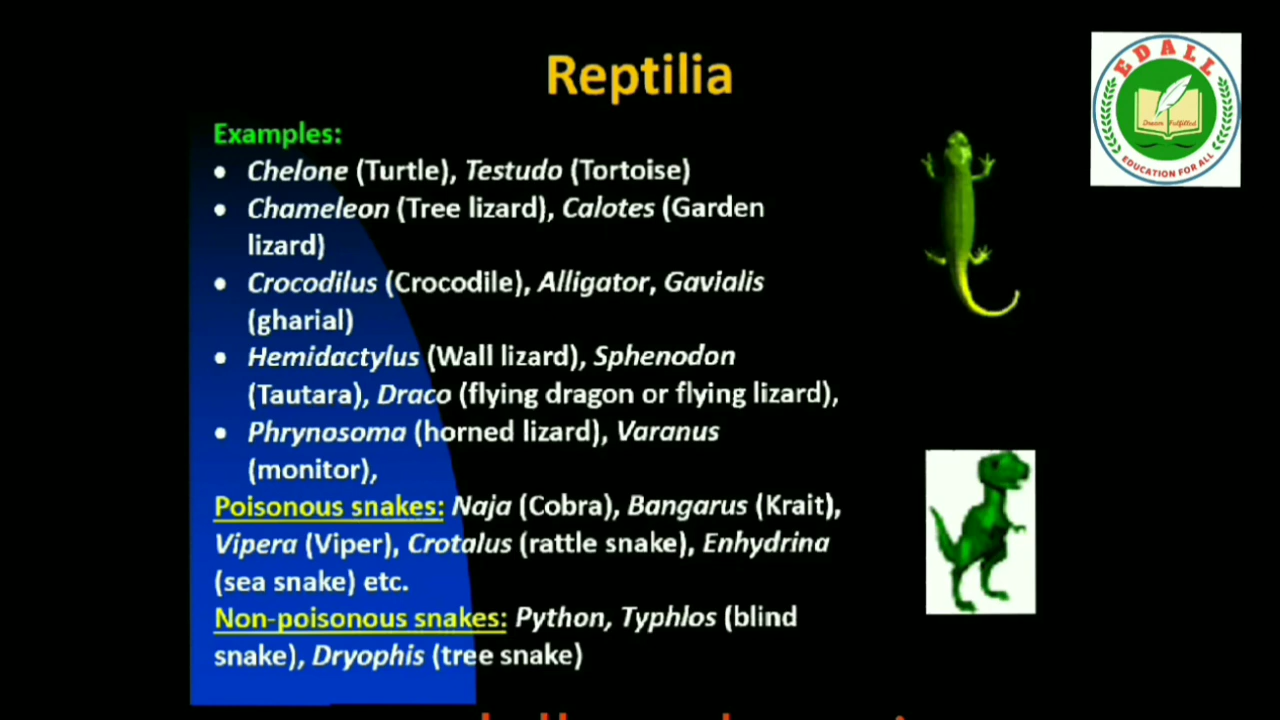 Reptilia
EDALL
Dream Fulfilled
EDUCATION FOR ALL
Examples:
• Chelone (Turtle), Testudo (Tortoise)
• Chameleon (Tree lizard), Calotes (Garden
lizard)
• Crocodilus (Crocodile), Alligator, Gavialis
(gharial)
• Hemidactylus (Wall lizard), Sphenodon
(Tautara), Draco (flying dragon or flying lizard),
• Phrynosoma (horned lizard), Varanus
(monitor),
Poisonous snakes: Naja (Cobra), Bangarus (Krait),
Vipera (Viper), Crotalus (rattle snake), Enhydrina
(sea snake) etc.
Non-poisonous snakes: Python, Typhlos (blind
snake), Dryophis (tree snake)